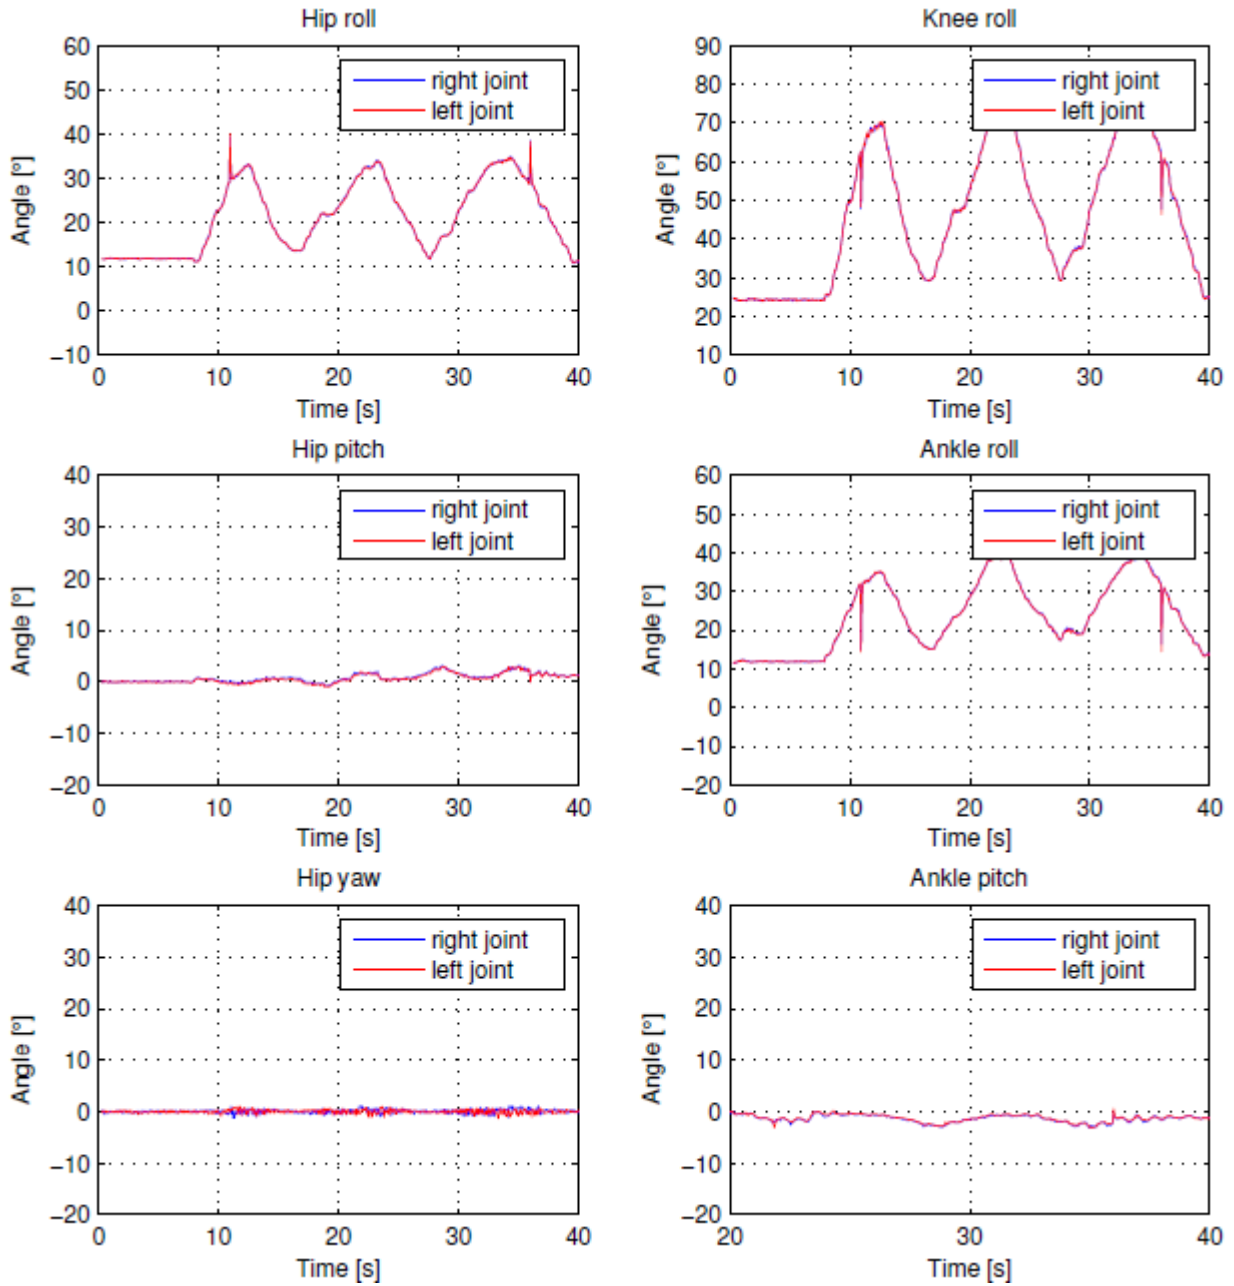 Hip roll
60
50
40
30
20
10
0
−10
Angle [°]
right joint
left joint
0 10 20 30 40
Time [s]
Knee roll
90
80
70
60
50
40
30
20
10
Angle [°]
right joint
left joint
0 10 20 30 40
Time [s]
Hip pitch
40
30
20
10
0
−10
−20
Angle [°]
right joint
left joint
0 10 20 30 40
Time [s]
Ankle roll
60
50
40
30
20
10
0
−10
−20
Angle [°]
right joint
left joint
0 10 20 30 40
Time [s]
Hip yaw
40
30
20
10
0
−10
−20
Angle [°]
right joint
left joint
0 10 20 30 40
Time [s]
Ankle pitch
40
30
20
10
0
−10
−20
Angle [°]
right joint
left joint
20 30 40
Time [s]